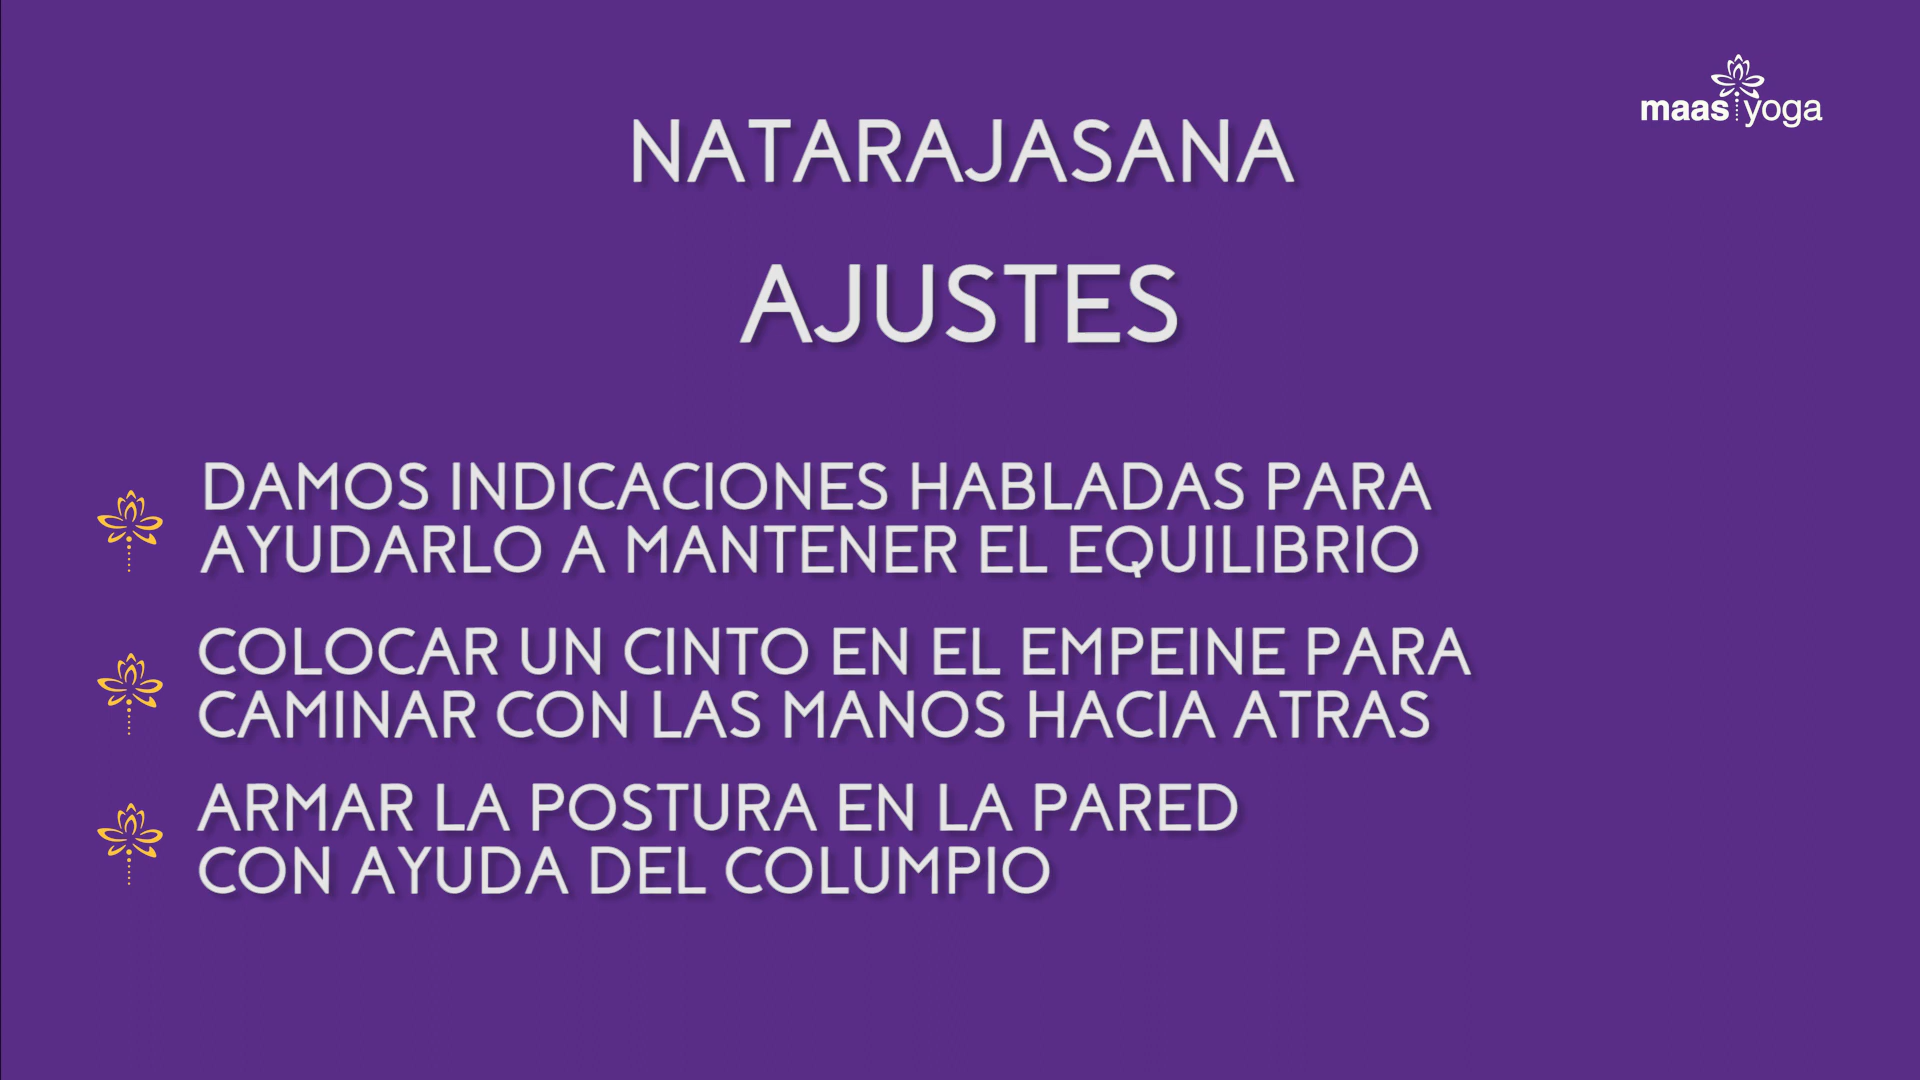 maas yoga
NATARAJASANA
AJUSTES
DAMOS INDICACIONES HABLADAS PARA
AYUDARLO A MANTENER EL EQUILIBRIO
COLOCAR UN CINTO EN EL EMPEINE PARA
CAMINAR CON LAS MANOS HACIA ATRAS
ARMAR LA POSTURA EN LA PARED
CON AYUDA DEL COLUMPIO